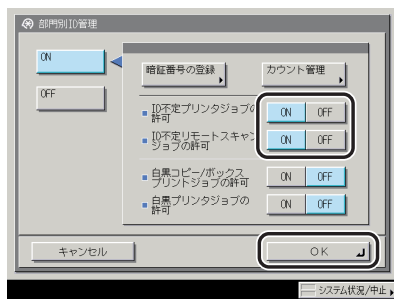 部門別ID管理
ON
OFF
暗証番号の登録
カウント管理
ID不定プリンタジョブの
許可
ON OFF
ID不定リモートスキャン
ジョブの許可
ON OFF
白黒コピー/ボックス
プリントジョブの許可
ON OFF
白黒プリンタジョブの
許可
ON OFF
キャンセル
OK
システム状況/中止